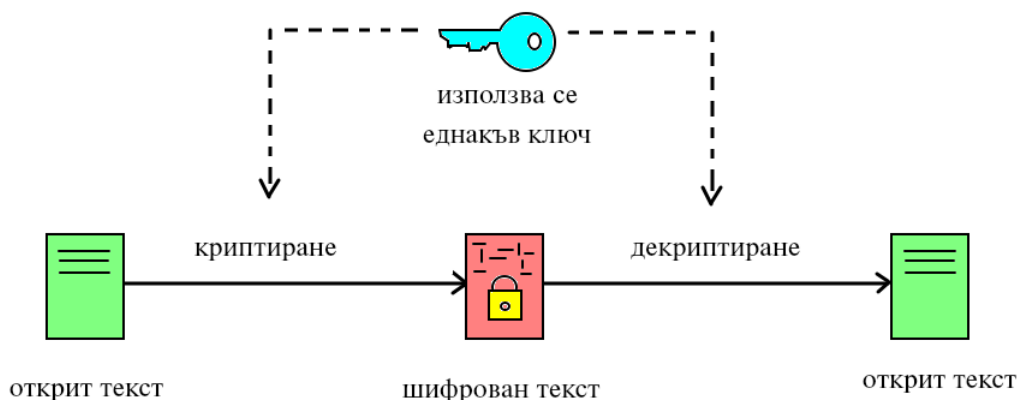 използва се
еднакъв ключ
криптиране
декриптиране
открит текст
шифрован текст
открит текст